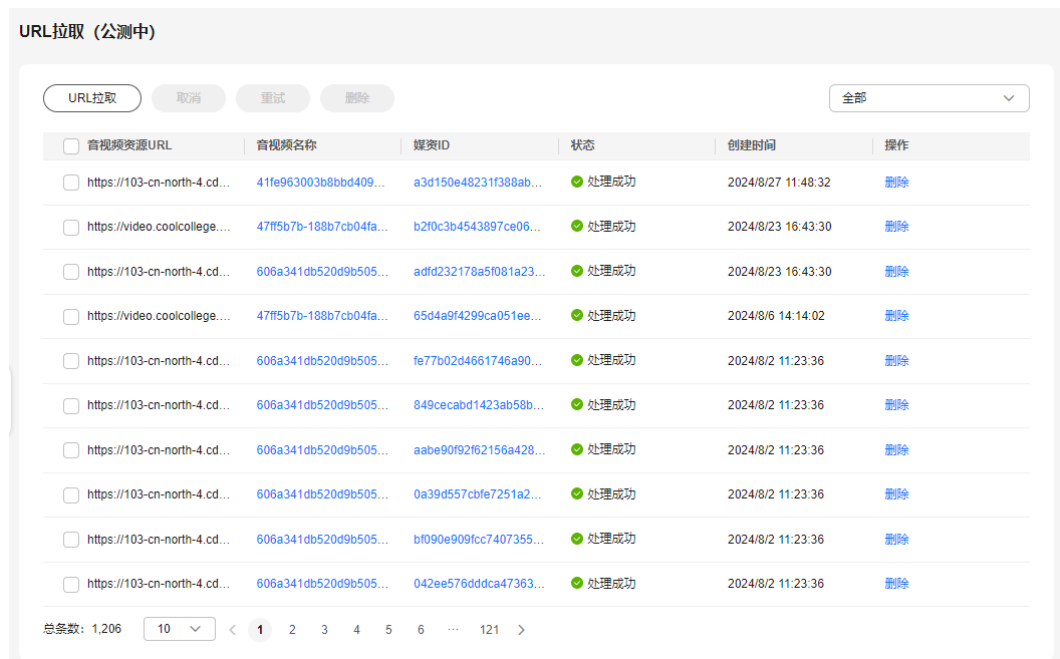 URL拉取（公测中）
URL拉取 取消 重试 删除 全部
音视频资源URL 音视频名称 媒资ID 状态 创建时间 操作
https://103-cn-north-4.cd... 41fe963003b8bbd409... a3d150e48231f388ab... 处理成功 2024/8/27 11:48:32 删除
https://video.coolcollege.... 47ff5b7b-188b7cb04fa... b2f0c3b4543897ce06... 处理成功 2024/8/23 16:43:30 删除
https://103-cn-north-4.cd... 606a341db520d9b505... adfd232178a5f081a23... 处理成功 2024/8/23 16:43:30 删除
https://video.coolcollege.... 47ff5b7b-188b7cb04fa... 65d4a9f4299ca051ee... 处理成功 2024/8/6 14:14:02 删除
https://103-cn-north-4.cd... 606a341db520d9b505... fe77b02d4661746a90... 处理成功 2024/8/2 11:23:36 删除
https://103-cn-north-4.cd... 606a341db520d9b505... 849cecabd1423ab58b... 处理成功 2024/8/2 11:23:36 删除
https://103-cn-north-4.cd... 606a341db520d9b505... aabe90f92f62156a428... 处理成功 2024/8/2 11:23:36 删除
https://103-cn-north-4.cd... 606a341db520d9b505... 0a39d557cbfe7251a2... 处理成功 2024/8/2 11:23:36 删除
https://103-cn-north-4.cd... 606a341db520d9b505... bf090e909fcc7407355... 处理成功 2024/8/2 11:23:36 删除
https://103-cn-north-4.cd... 606a341db520d9b505... 042ee576dddca47363... 处理成功 2024/8/2 11:23:36 删除
总条数：1,206 10 < 1 2 3 4 5 6 ... 121 >